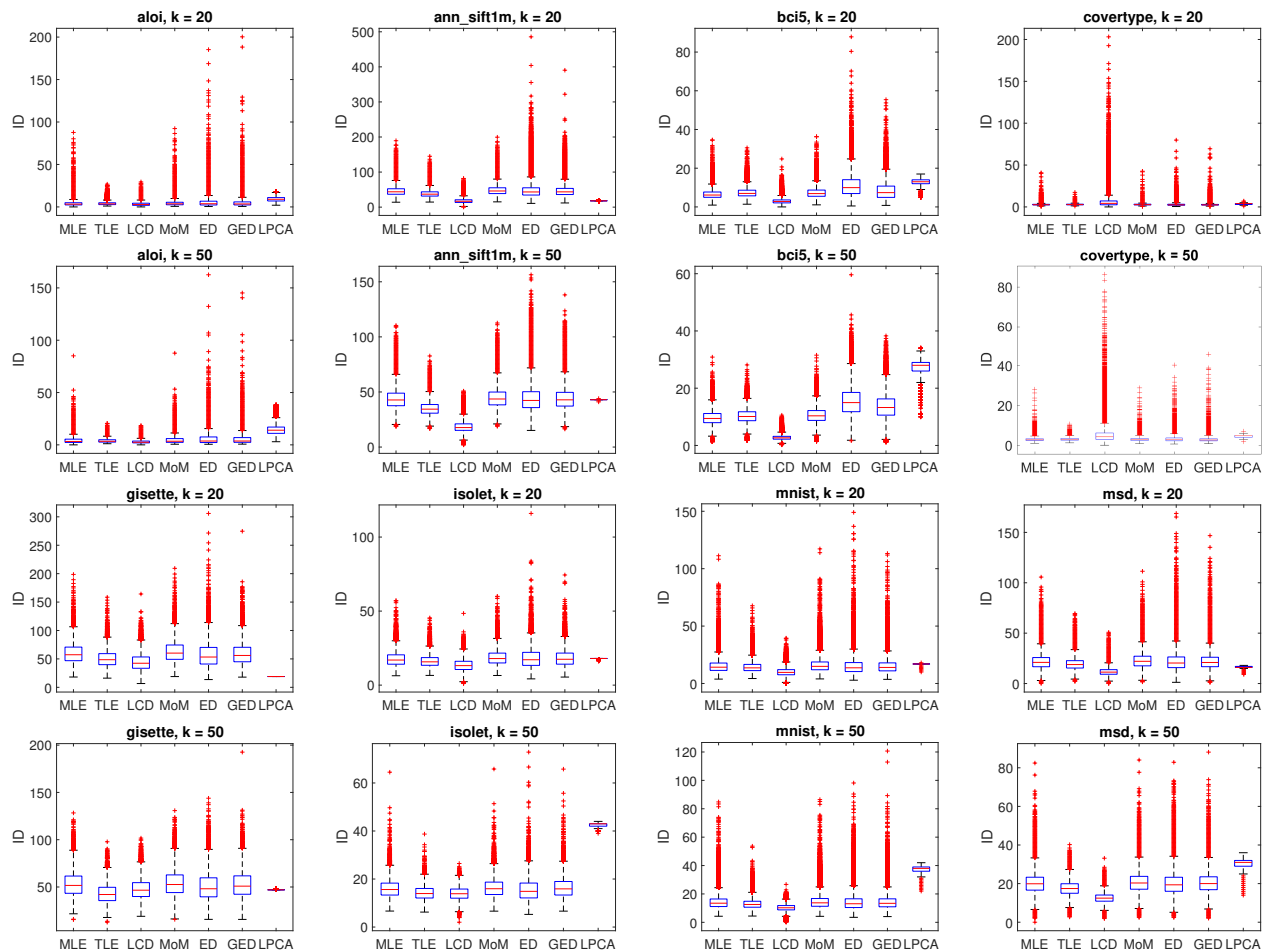 aloi, k = 20
ID
200
150
100
50
0
MLE TLE LCD MoM ED GED LPCA
ann_sift1m, k = 20
ID
500
400
300
200
100
0
MLE TLE LCD MoM ED GED LPCA
bci5, k = 20
ID
80
60
40
20
0
MLE TLE LCD MoM ED GED LPCA
covertype, k = 20
ID
200
150
100
50
0
MLE TLE LCD MoM ED GED LPCA
aloi, k = 50
ID
150
100
50
0
MLE TLE LCD MoM ED GED LPCA
ann_sift1m, k = 50
ID
150
100
50
0
MLE TLE LCD MoM ED GED LPCA
bci5, k = 50
ID
60
40
20
0
MLE TLE LCD MoM ED GED LPCA
covertype, k = 50
ID
80
60
40
20
0
MLE TLE LCD MoM ED GED LPCA
gisette, k = 20
ID
300
250
200
150
100
50
0
MLE TLE LCD MoM ED GED LPCA
isolet, k = 20
ID
100
50
0
MLE TLE LCD MoM ED GED LPCA
mnist, k = 20
ID
150
100
50
0
MLE TLE LCD MoM ED GED LPCA
msd, k = 20
ID
150
100
50
0
MLE TLE LCD MoM ED GED LPCA
gisette, k = 50
ID
200
150
100
50
MLE TLE LCD MoM ED GED LPCA
isolet, k = 50
ID
60
40
20
0
MLE TLE LCD MoM ED GED LPCA
mnist, k = 50
ID
120
100
80
60
40
20
0
MLE TLE LCD MoM ED GED LPCA
msd, k = 50
ID
80
60
40
20
0
MLE TLE LCD MoM ED GED LPCA